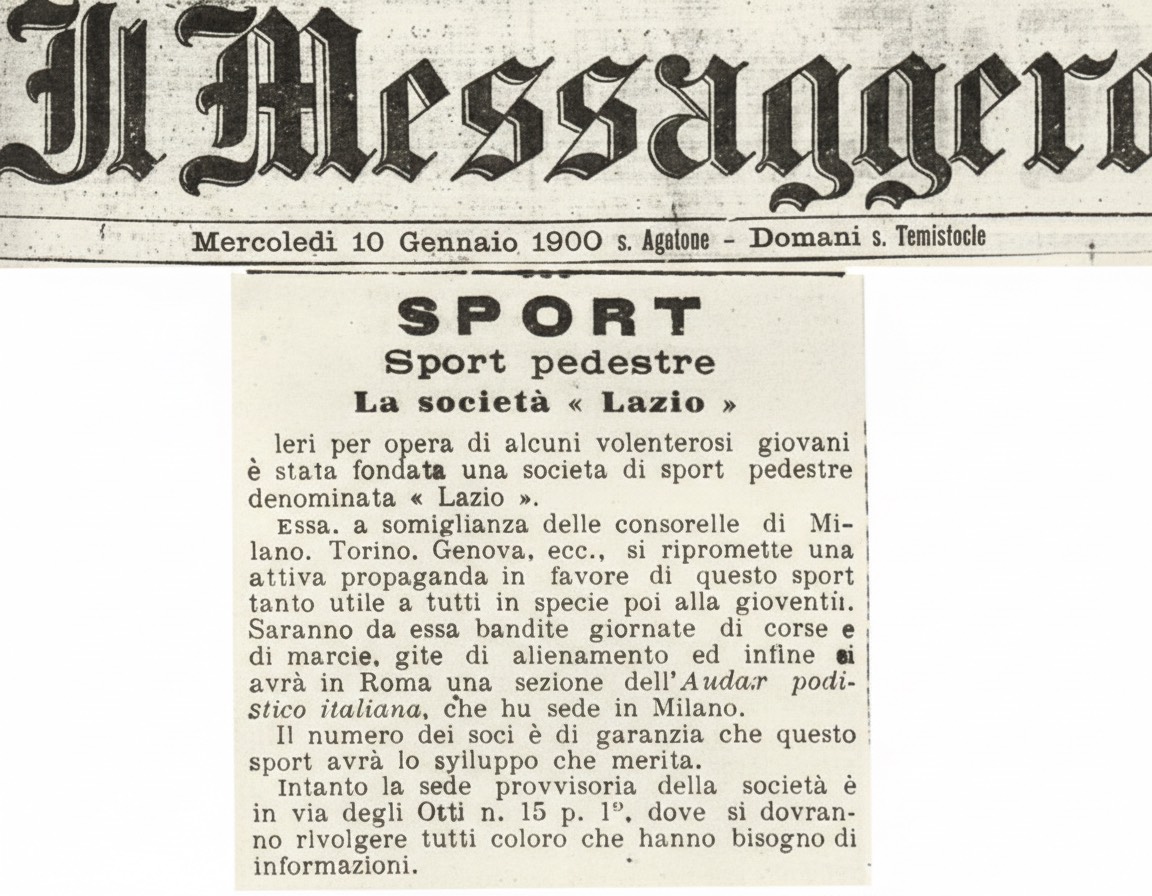 Il Messaggero
Mercoledi 10 Gennaio 1900 s. Agatone - Domani s. Temistocle
SPORT
Sport pedestre
La società « Lazio »
Ieri per opera di alcuni volenterosi giovani
è stata fondata una societa di sport pedestre
denominata « Lazio ».
Essa. a somiglianza delle consorelle di Mi-
lano. Torino. Genova, ecc., si ripromette una
attiva propaganda in favore di questo sport
tanto utile a tutti in specie poi alla gioventù.
Saranno da essa bandite giornate di corse e
di marcie, gite di alienamento ed infine si
avrà in Roma una sezione dell'Audax podi-
stico italiana, che hu sede in Milano.
Il numero dei soci è di garanzia che questo
sport avrà lo syiluppo che merita.
Intanto la sede provvisoria della società è
in via degli Otti n. 15 p. 1º, dove si dovran-
no rivolgere tutti coloro che hanno bisogno di
informazioni.